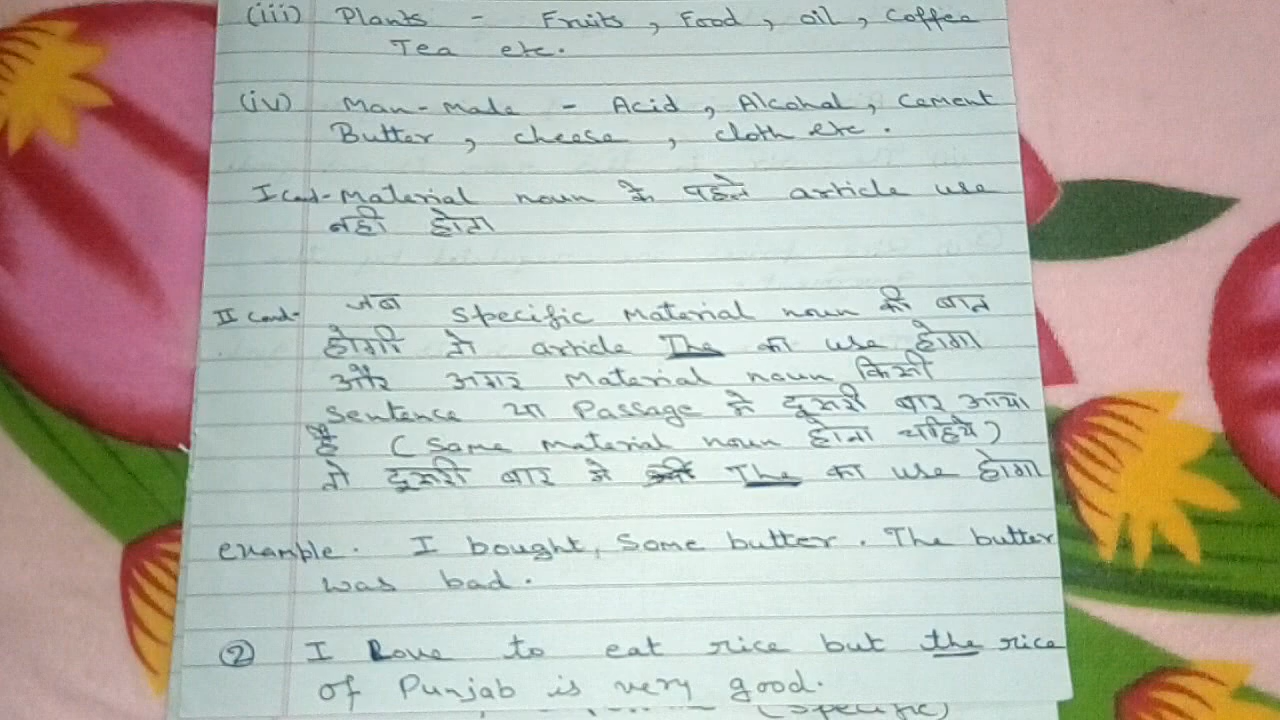 (iii) Plants - Fruits, Food, oil, Coffee
Tea etc.
(iv) Man-Made - Acid, Alcohal, Cement
Butter, cheese, cloth etc.
I Cond-Material noun के पहले article use
नही होगा
II Cond- जब specific Material noun की बात
होगी तो article The का use होगा
और अगर Material noun किसी
sentence या Passage मे दूसरी बार आया
है (Same material noun होना चाहिये)
तो दूसरी बार मे The का use होगा
example. I bought, Some butter. The butter
was bad.
② I Love to eat rice but the rice
of Punjab is very good.
(specific)